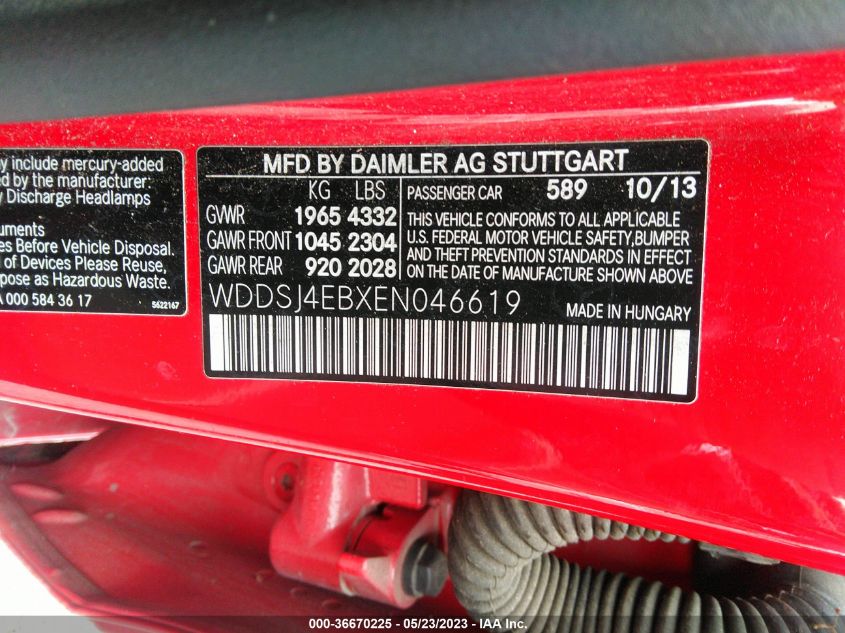 y include mercury-added
d by the manufacturer:
y Discharge Headlamps
uments
es Before Vehicle Disposal.
l of Devices Please Reuse,
pose as Hazardous Waste.
A 000 584 36 17
S622167
MFD BY DAIMLER AG STUTTGART
KG LBS
GVWR 1965 4332
GAWR FRONT 1045 2304
GAWR REAR 920 2028
PASSENGER CAR 589 10/13
THIS VEHICLE CONFORMS TO ALL APPLICABLE
U.S. FEDERAL MOTOR VEHICLE SAFETY,BUMPER
AND THEFT PREVENTION STANDARDS IN EFFECT
ON THE DATE OF MANUFACTURE SHOWN ABOVE
WDDSJ4EBXEN046619
MADE IN HUNGARY
000-36670225 - 05/23/2023 - IAA Inc.